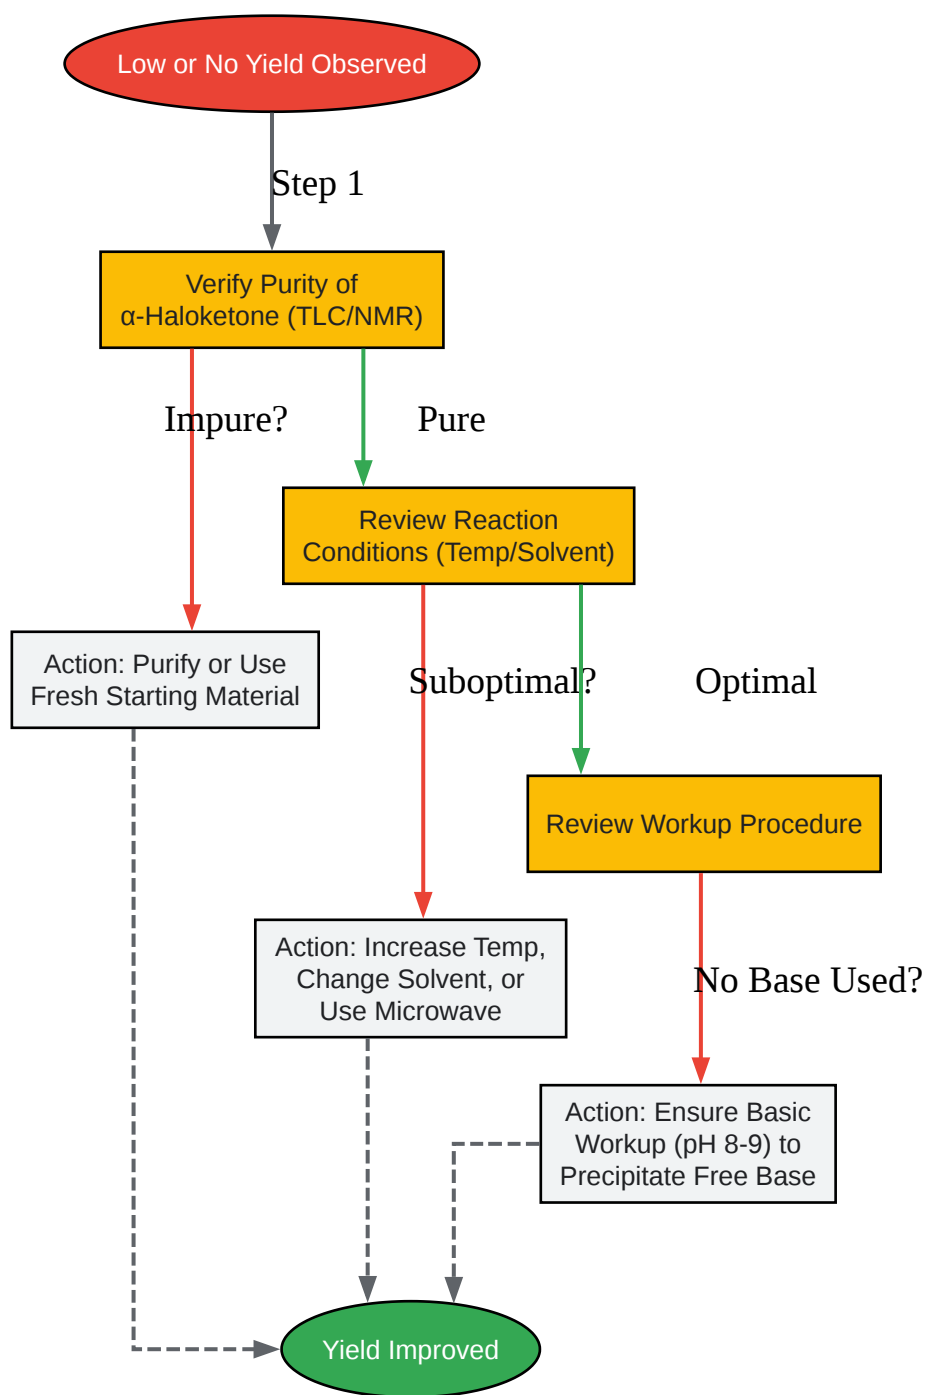 Low or No Yield Observed
Step 1
Verify Purity of
α-Haloketone (TLC/NMR)
Impure?
Pure
Review Reaction
Conditions (Temp/Solvent)
Action: Purify or Use
Fresh Starting Material
Suboptimal?
Optimal
Review Workup Procedure
Action: Increase Temp,
Change Solvent, or
Use Microwave
No Base Used?
Action: Ensure Basic
Workup (pH 8-9) to
Precipitate Free Base
Yield Improved